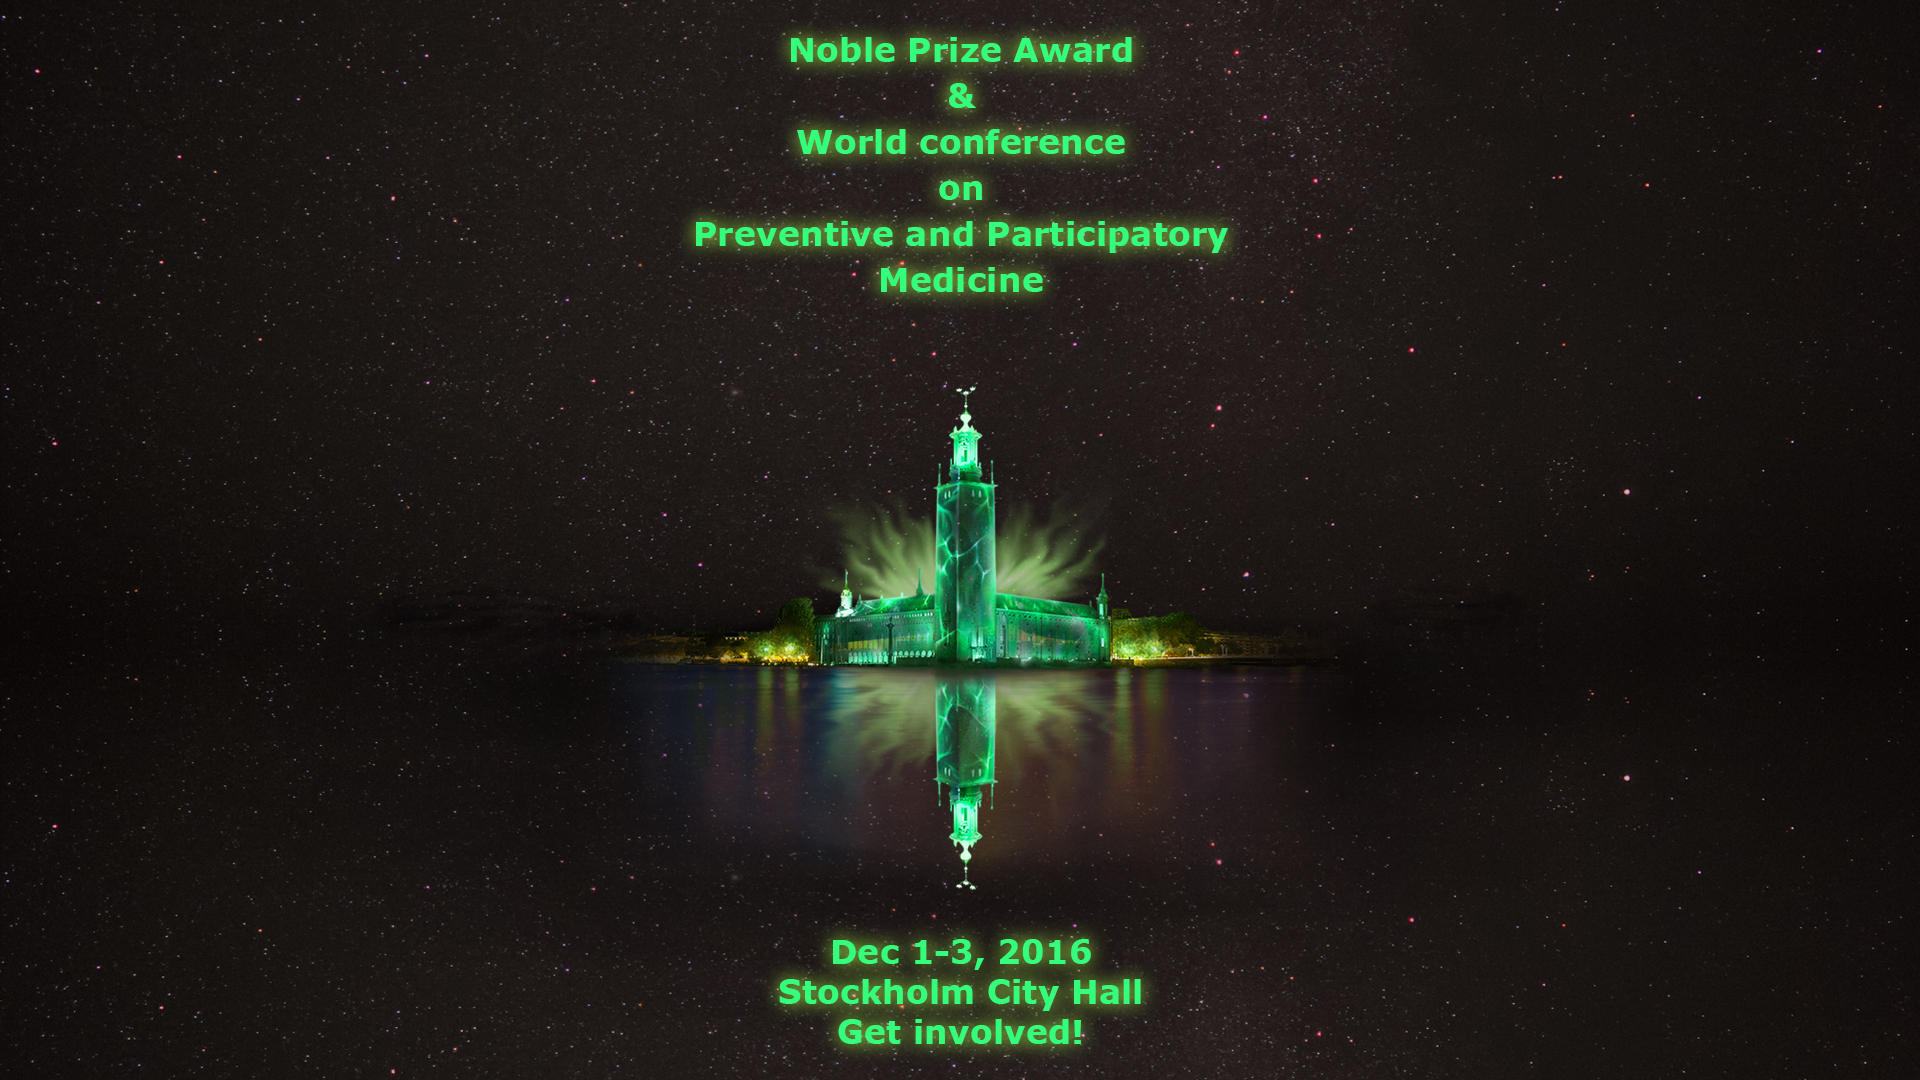 Noble Prize Award
&
World conference
on
Preventive and Participatory
Medicine
Dec 1-3, 2016
Stockholm City Hall
Get involved!